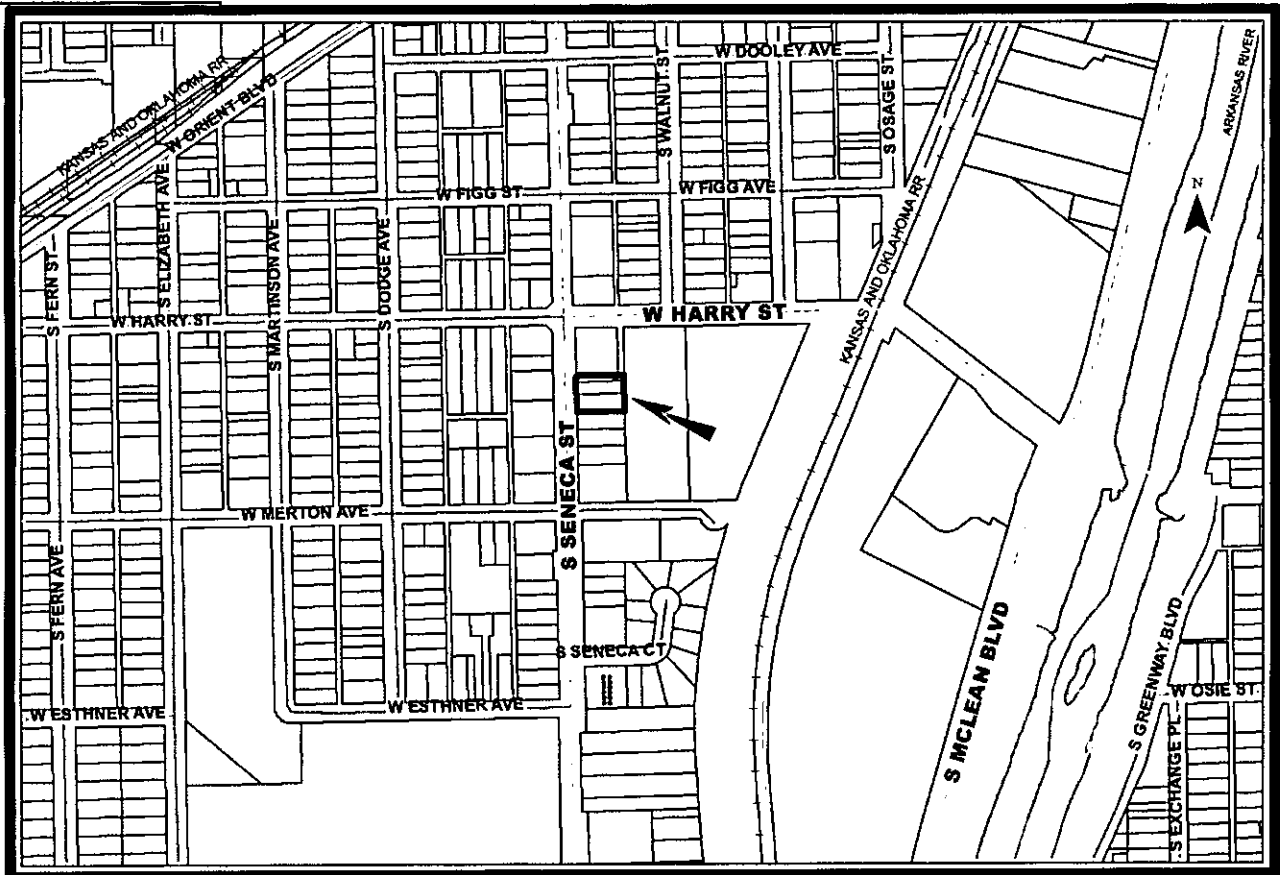 W DOOLEY AVE
KANSAS AND OKLAHOMA RR
W ORIENT BLVD
S WALNUT ST
S OSAGE ST
ARKANSAS RIVER
W FIGG ST
W FIGG AVE
N
S ELIZABETH AVE
S MARTINSON AVE
S DODGE AVE
S FERN ST
KANSAS AND OKLAHOMA RR
W HARRY ST
W HARRY ST
S SENECA ST
W MERTON AVE
S FERN AVE
S SENECA CT
S MCLEAN BLVD
S GREENWAY BLVD
W OSIE ST
W ESTHNER AVE
W ESTHNER AVE
S EXCHANGE PL